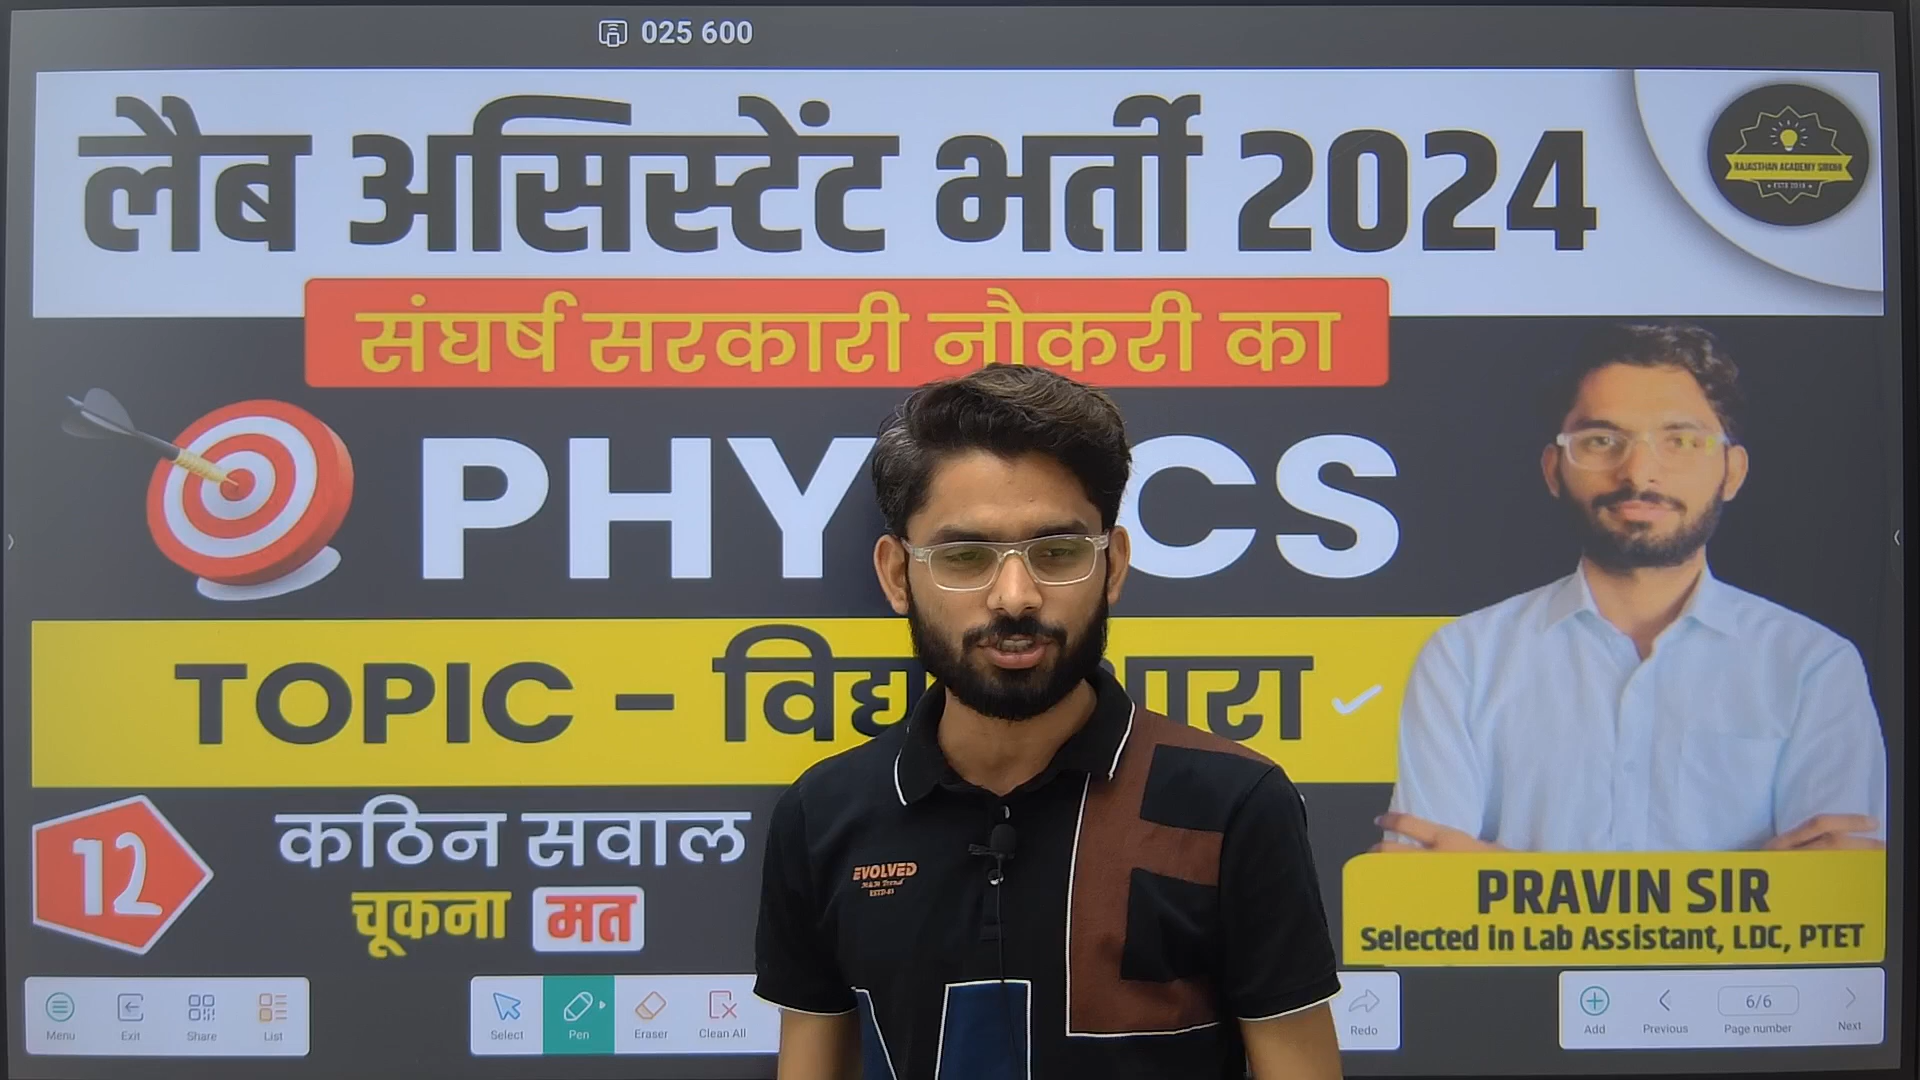 025 600
लैब असिस्टेंट भर्ती 2024
RAJASTHAN ACADEMY
संघर्ष सरकारी नौकरी का
PHY CS
TOPIC - 
12
कठिन सवाल
चूकना मत
EVOLVED
PRAVIN SIR
Selected in Lab Assistant, LDC, PTET
Menu Exit Share List Select Pen Eraser Clean All Redo Add Previous 6/6 Page number Next